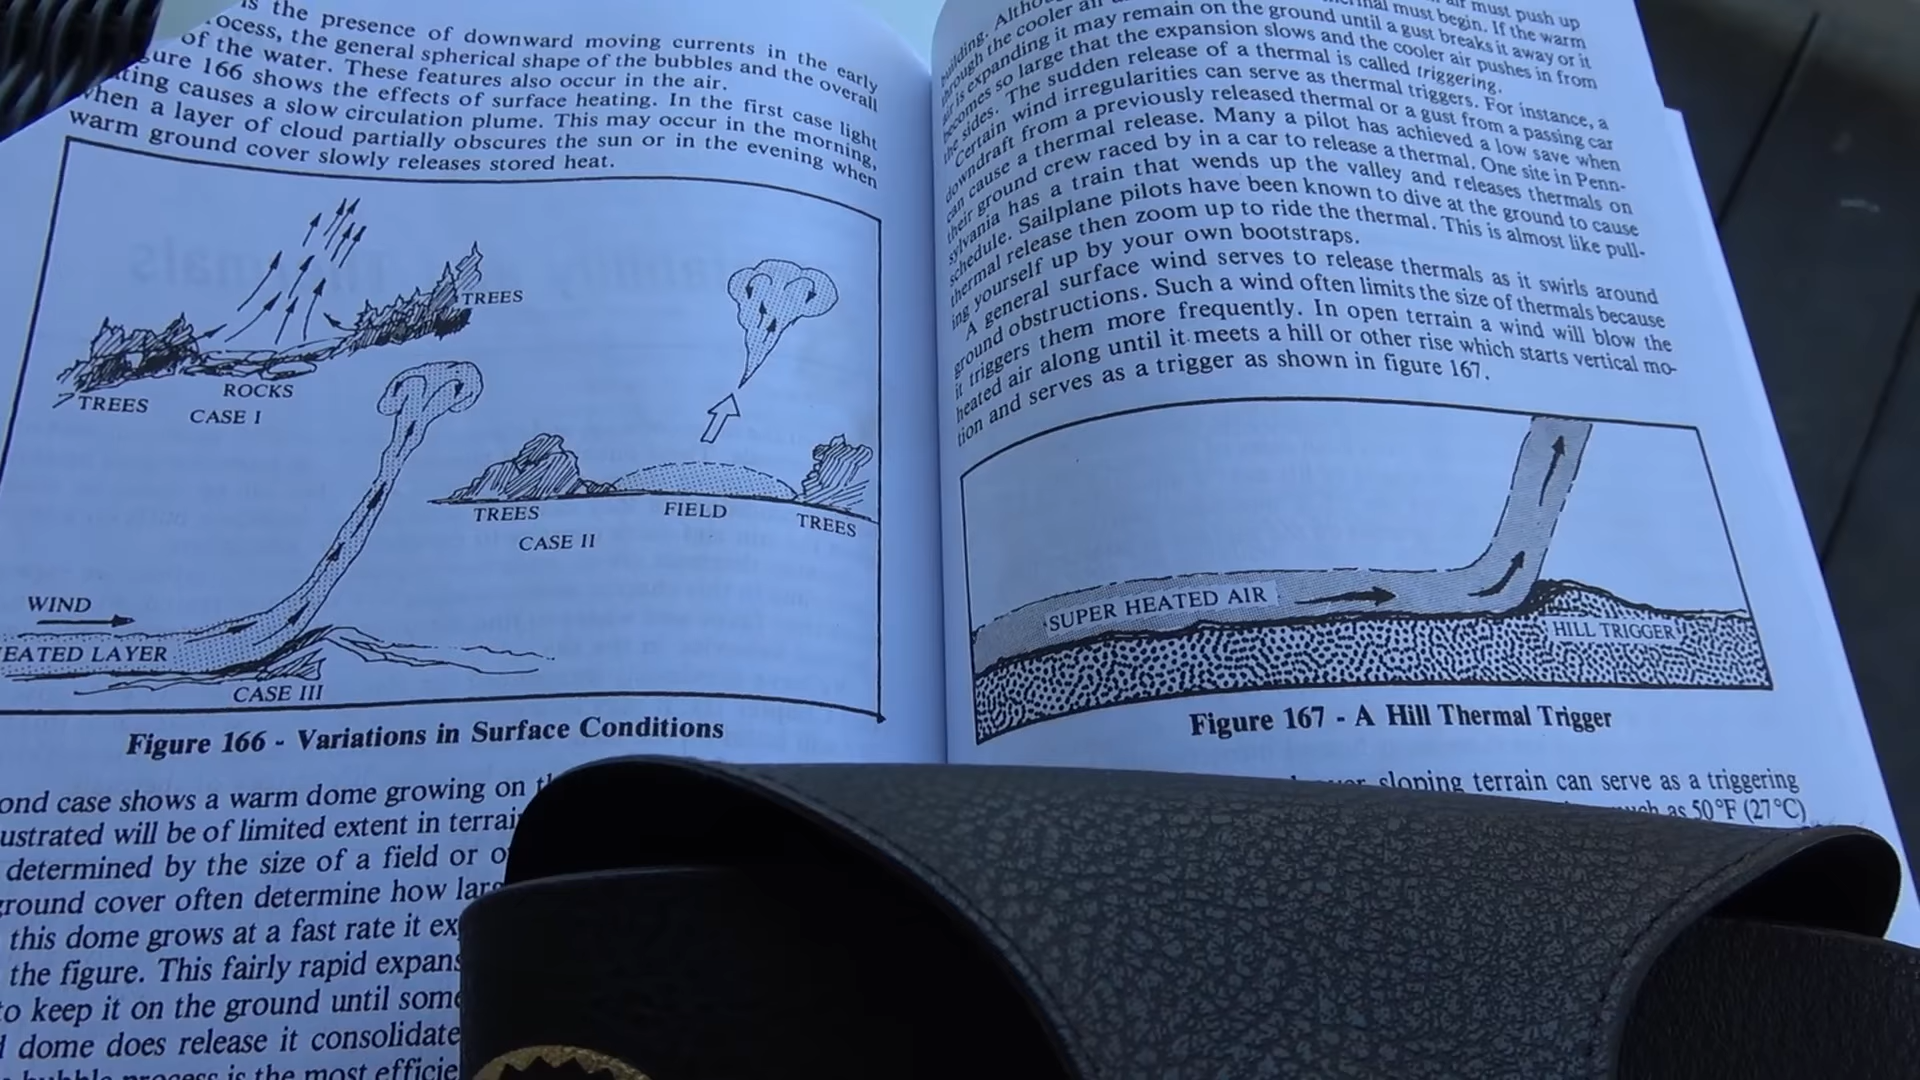 is the presence of downward moving currents in the early
ocess, the general spherical shape of the bubbles and the overall
of the water. These features also occur in the air.
ure 166 shows the effects of surface heating. In the first case light
ting causes a slow circulation plume. This may occur in the morning,
when a layer of cloud partially obscures the sun or in the evening when
warm ground cover slowly releases stored heat.
TREES
ROCKS
TREES
CASE I
TREES
FIELD
TREES
CASE II
WIND
EATED LAYER
CASE III
Figure 166 - Variations in Surface Conditions
ond case shows a warm dome growing on
ustrated will be of limited extent in terrai
determined by the size of a field or o
ground cover often determine how larg
this dome grows at a fast rate it ex
the figure. This fairly rapid expans
to keep it on the ground until some
dome does release it consolidate
bubble process is the most efficie
air must push up
building. Althou must begin. If the warm
through the cooler air
air is expanding it may remain on the ground until a gust breaks it away or it
becomes so large that the expansion slows and the cooler air pushes in from
the sides. The sudden release of a thermal is called triggering.
Certain wind irregularities can serve as thermal triggers. For instance, a
downdraft from a previously released thermal or a gust from a passing car
can cause a thermal release. Many a pilot has achieved a low save when
their ground crew raced by in a car to release a thermal. One site in Penn-
sylvania has a train that wends up the valley and releases thermals on
schedule. Sailplane pilots have been known to dive at the ground to cause
thermal release then zoom up to ride the thermal. This is almost like pull-
ing yourself up by your own bootstraps.
A general surface wind serves to release thermals as it swirls around
ground obstructions. Such a wind often limits the size of thermals because
it triggers them more frequently. In open terrain a wind will blow the
heated air along until it meets a hill or other rise which starts vertical mo-
tion and serves as a trigger as shown in figure 167.
SUPER HEATED AIR
HILL TRIGGER
Figure 167 - A Hill Thermal Trigger
sloping terrain can serve as a triggering
as 50°F (27°C)